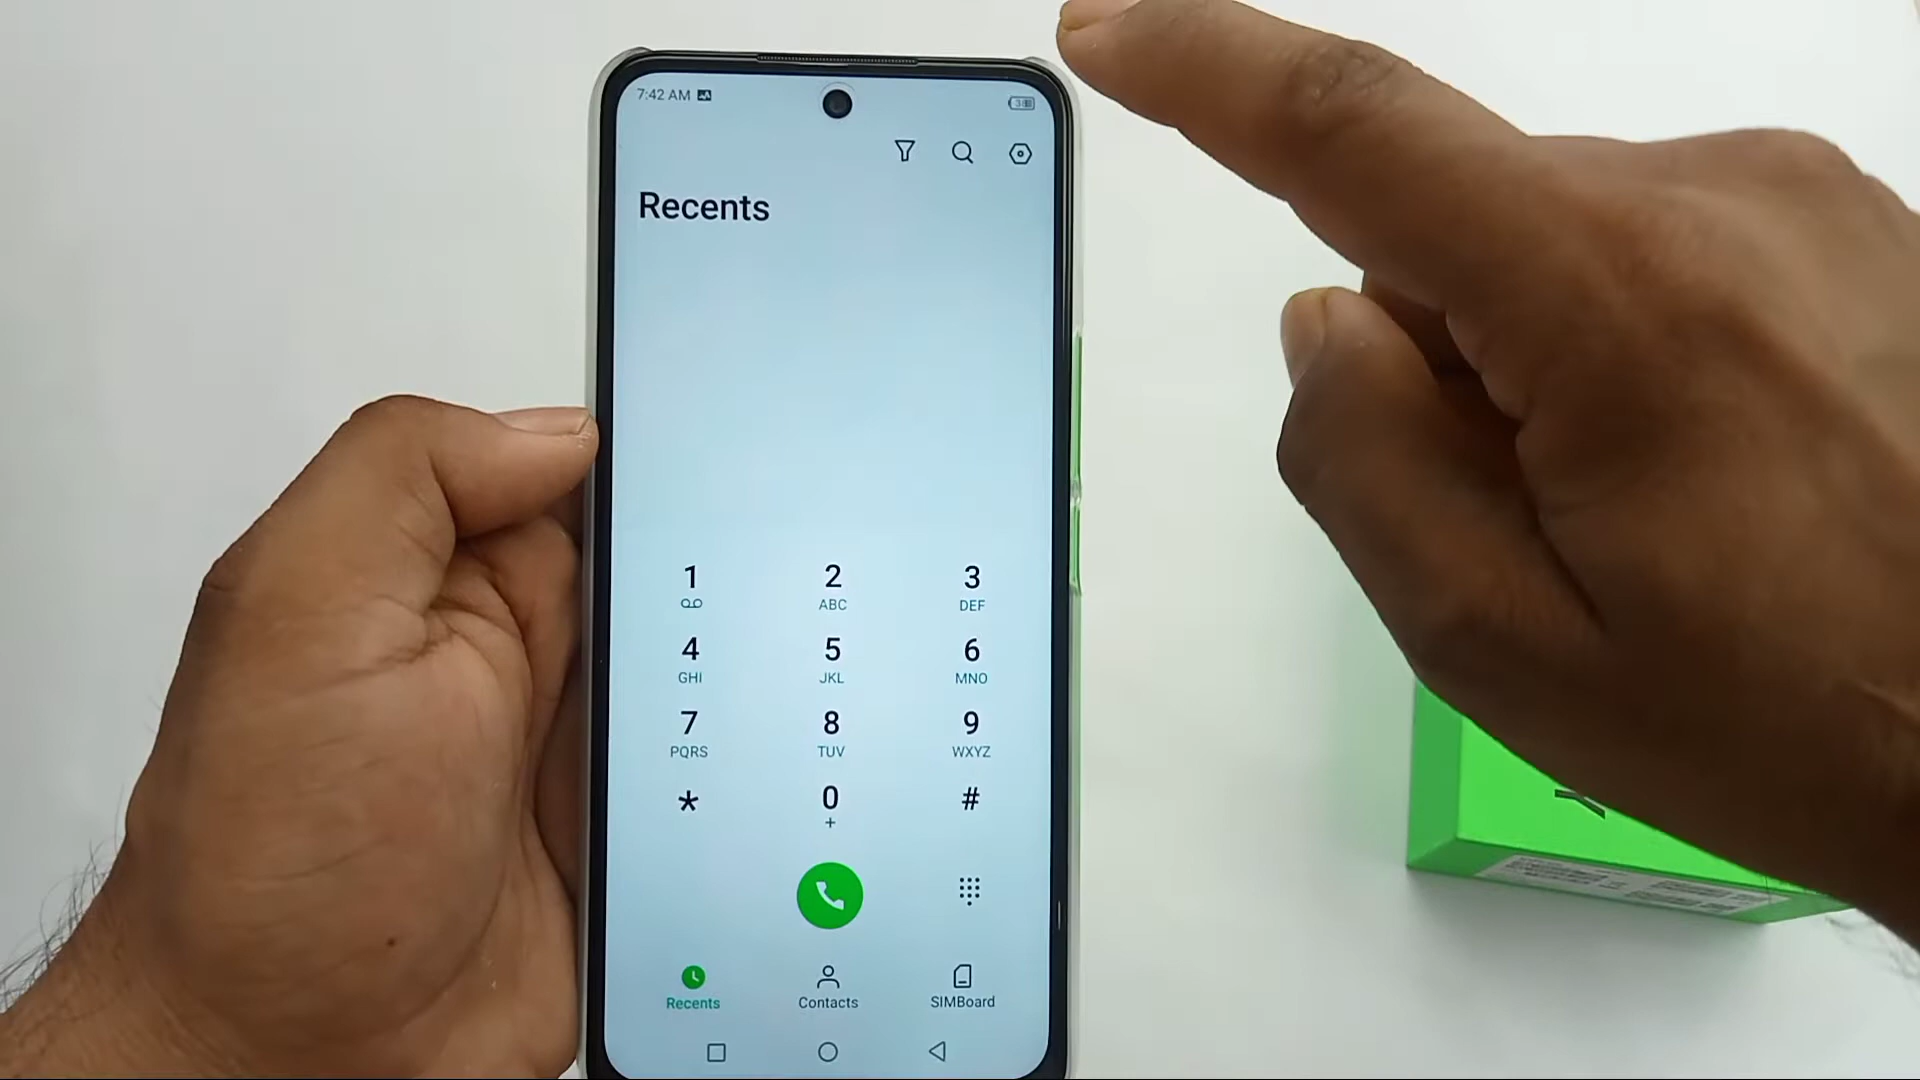 7:42 AM
Recents
1 2 3
ABC DEF
4 5 6
GHI JKL MNO
7 8 9
PQRS TUV WXYZ
* 0 #
+
Recents Contacts SIMBoard